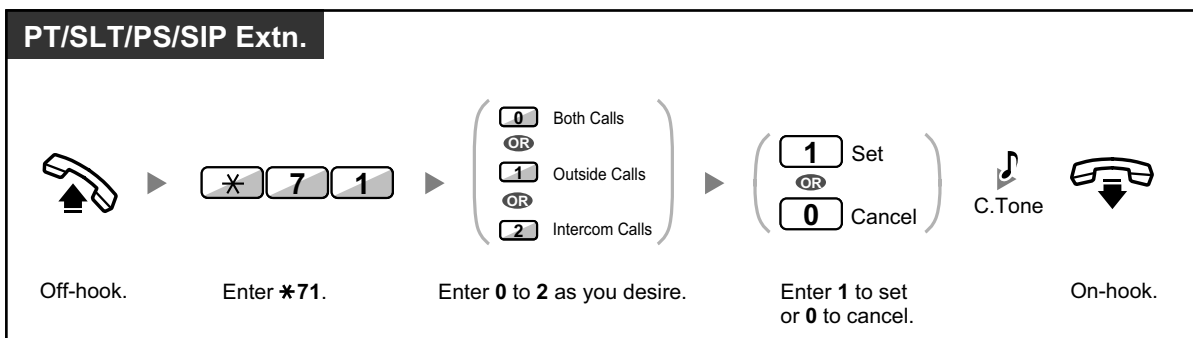 PT/SLT/PS/SIP Extn.
0 Both Calls
OR
1 Outside Calls
OR
2 Intercom Calls
1 Set
OR
0 Cancel
✳ 7 1
C.Tone
Off-hook.
Enter ✳71.
Enter 0 to 2 as you desire.
Enter 1 to set
or 0 to cancel.
On-hook.